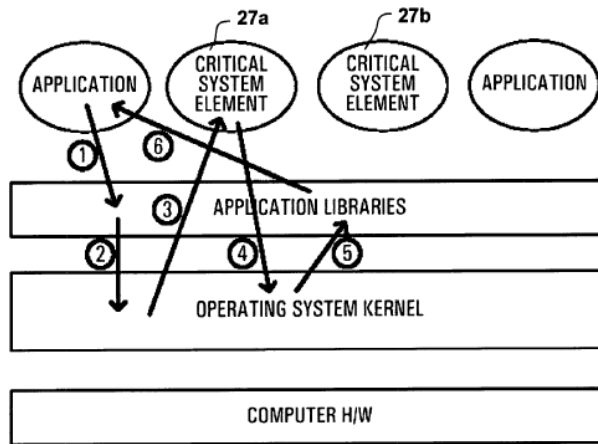 27a
27b
APPLICATION
CRITICAL
SYSTEM
ELEMENT
CRITICAL
SYSTEM
ELEMENT
APPLICATION
1
6
APPLICATION LIBRARIES
3
2
4
5
OPERATING SYSTEM KERNEL
COMPUTER H/W